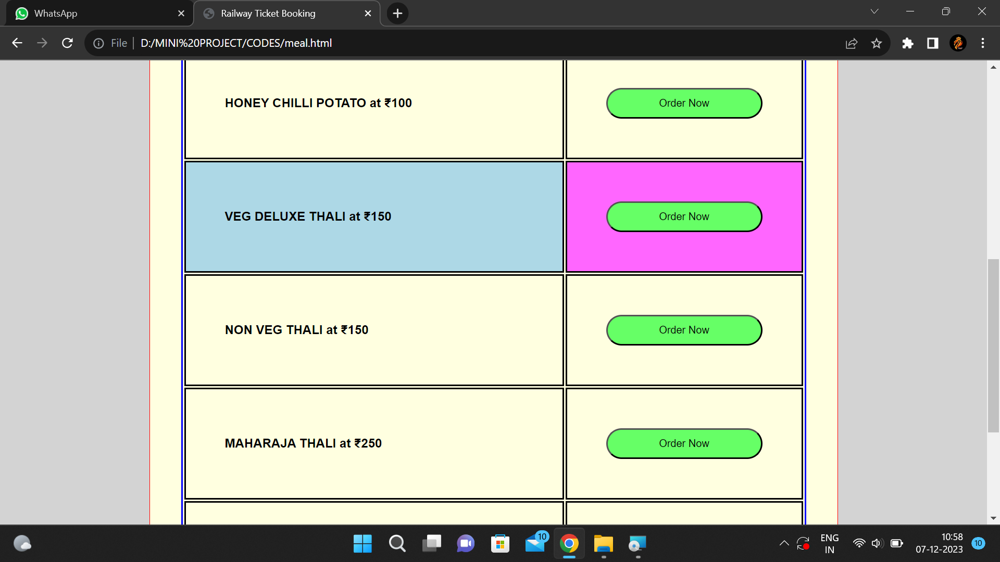 WhatsApp
Railway Ticket Booking
File
D:/MINI%20PROJECT/CODES/meal.html
HONEY CHILLI POTATO at ₹100
Order Now
VEG DELUXE THALI at ₹150
Order Now
NON VEG THALI at ₹150
Order Now
MAHARAJA THALI at ₹250
Order Now
10
ENG
IN
10:58
07-12-2023
10